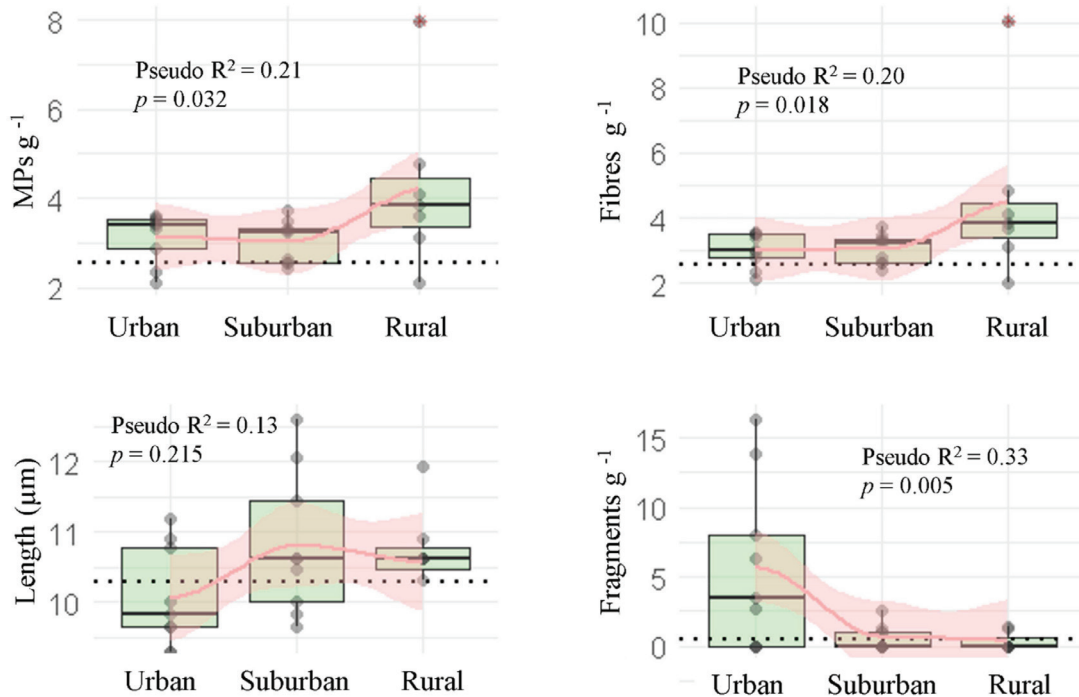 8
6
4
2
MPs g⁻¹
Pseudo R² = 0.21
p = 0.032
Urban Suburban Rural
10
8
6
4
2
Fibres g⁻¹
Pseudo R² = 0.20
p = 0.018
Urban Suburban Rural
12
11
10
Length (µm)
Pseudo R² = 0.13
p = 0.215
Urban Suburban Rural
15
10
5
0
Fragments g⁻¹
Pseudo R² = 0.33
p = 0.005
Urban Suburban Rural